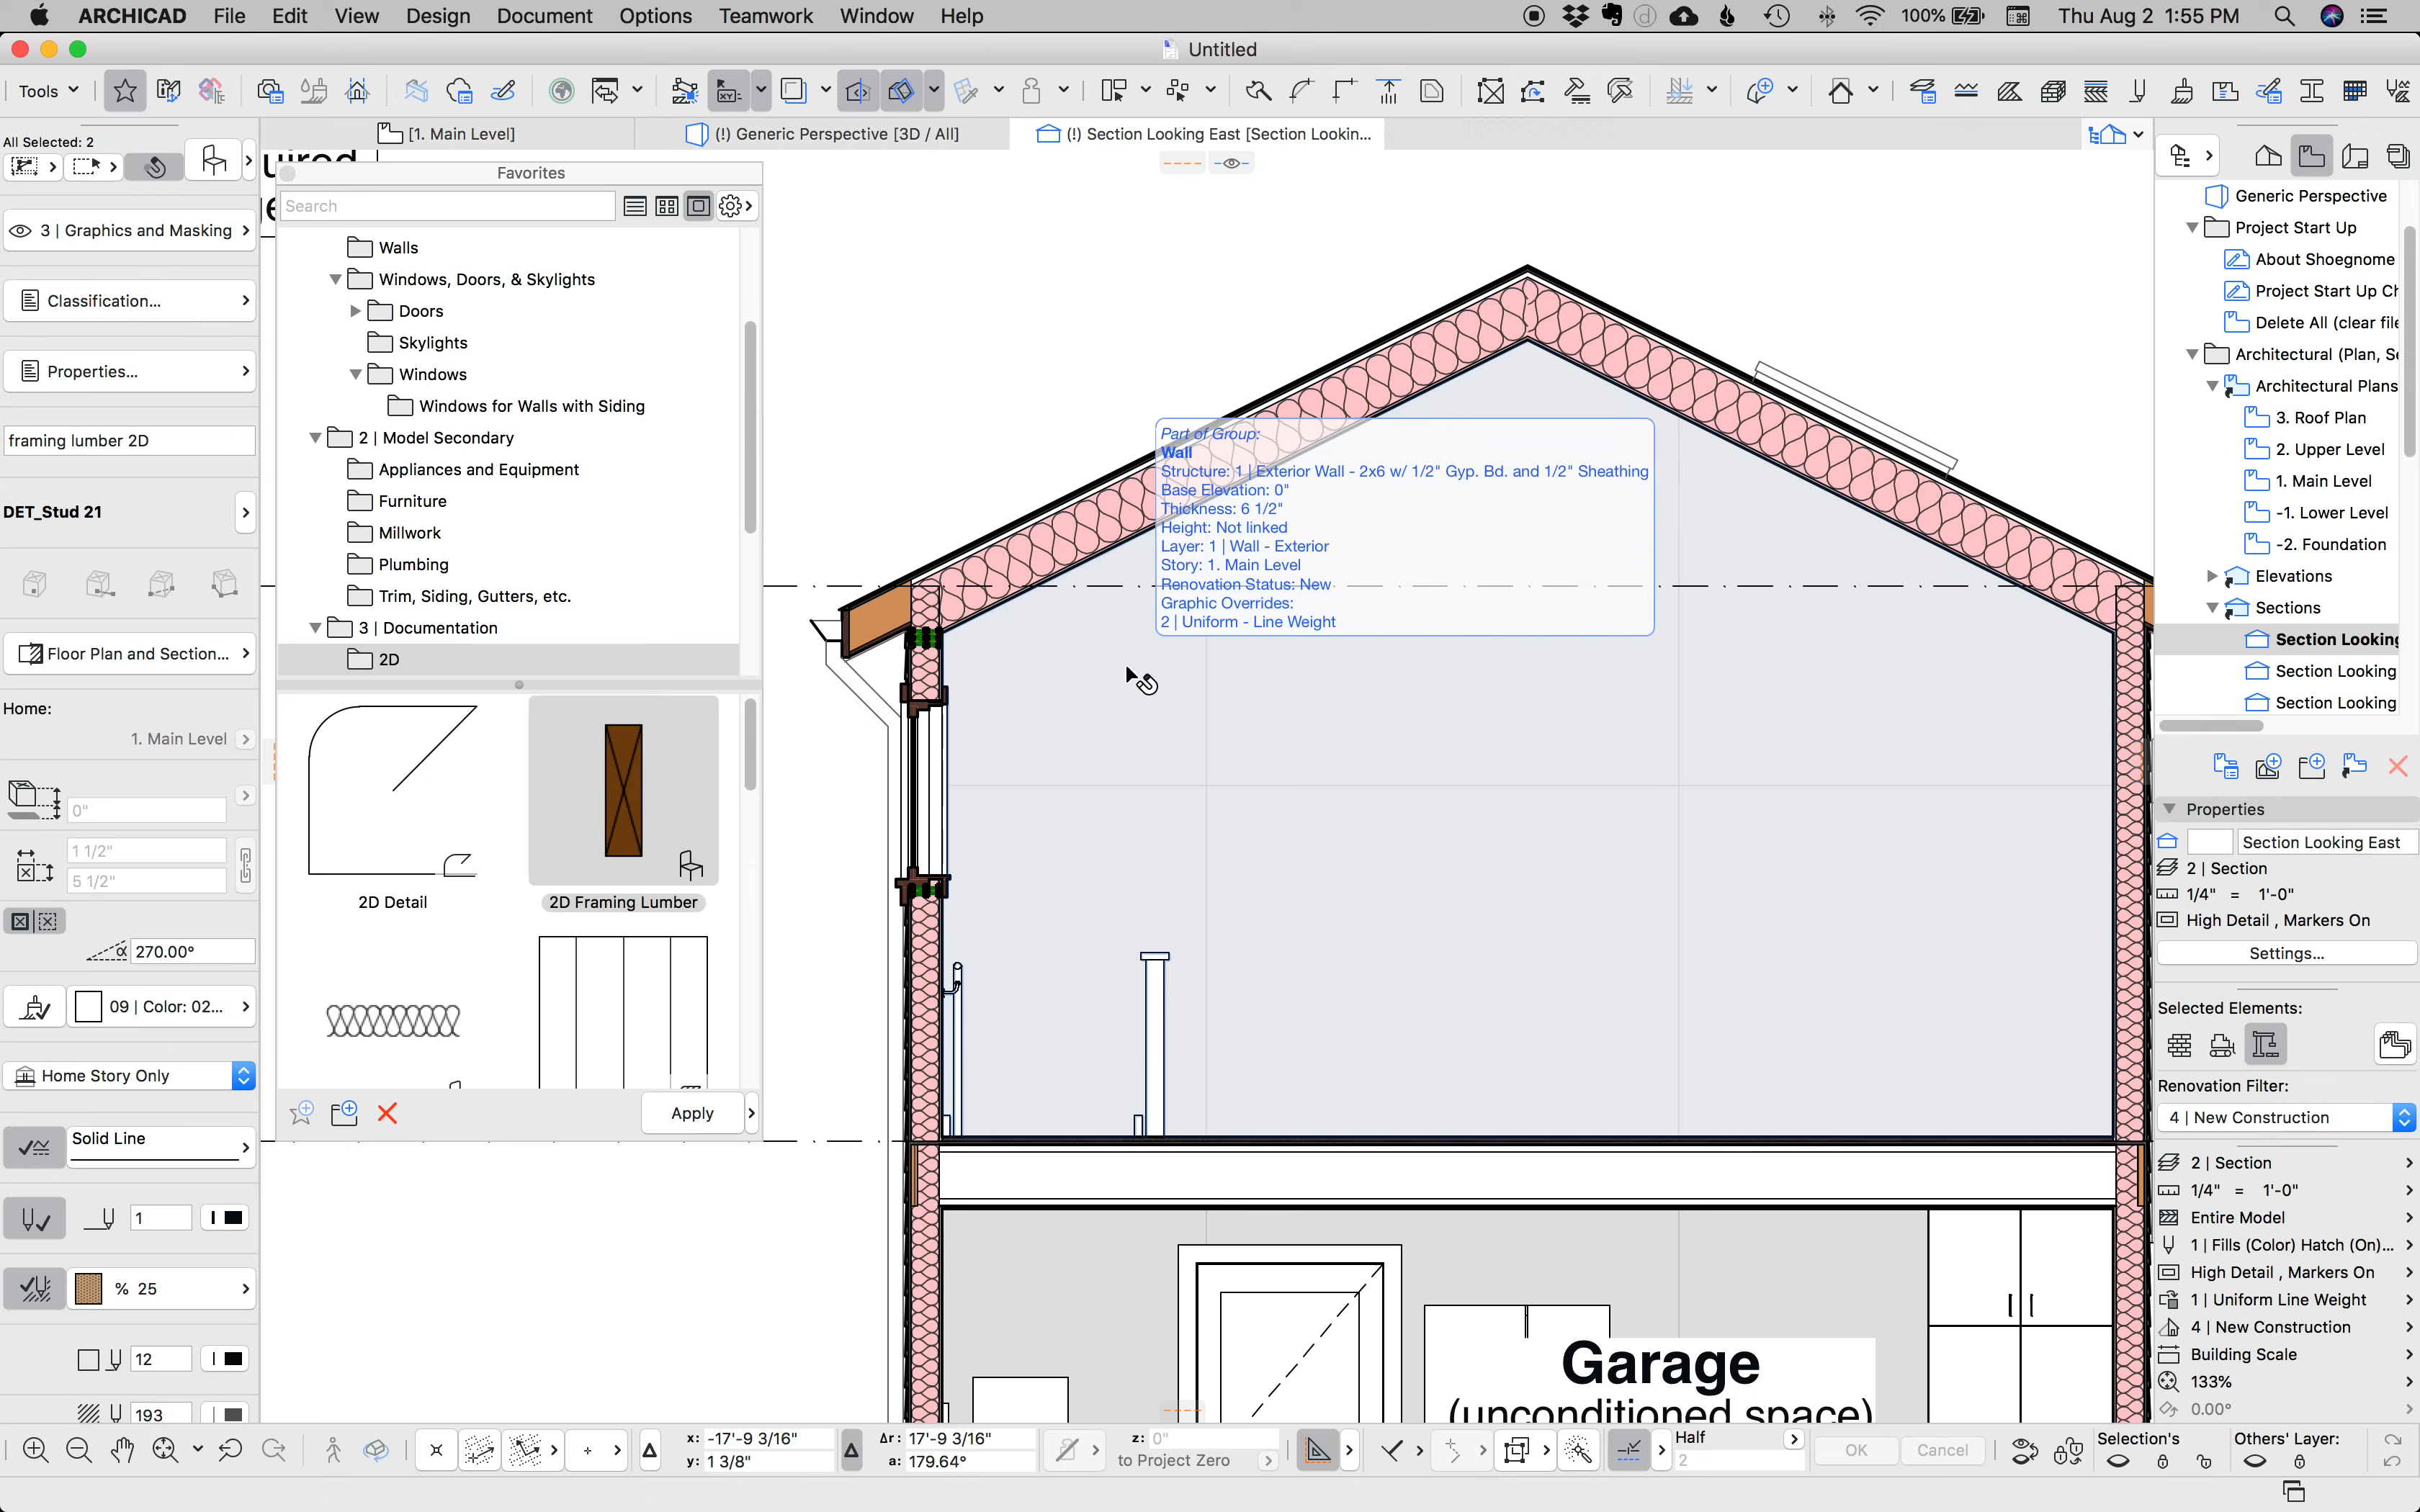 ARCHICAD File Edit View Design Document Options Teamwork Window Help
100% Thu Aug 2 1:55 PM
Untitled
Tools
All Selected: 2
[1. Main Level]
(!) Generic Perspective [3D / All]
(!) Section Looking East [Section Lookin...
3 | Graphics and Masking
Classification...
Properties...
framing lumber 2D
DET_Stud 21
Floor Plan and Section...
Home:
1. Main Level
0"
1 1/2"
5 1/2"
270.00°
09 | Color: 02...
Home Story Only
Solid Line
1
% 25
12
193
Favorites
Search
Walls
Windows, Doors, & Skylights
Doors
Skylights
Windows
Windows for Walls with Siding
2 | Model Secondary
Appliances and Equipment
Furniture
Millwork
Plumbing
Trim, Siding, Gutters, etc.
3 | Documentation
2D
2D Detail
2D Framing Lumber
Apply
Part of Group:
Wall
Structure: 1 | Exterior Wall - 2x6 w/ 1/2" Gyp. Bd. and 1/2" Sheathing
Base Elevation: 0"
Thickness: 6 1/2"
Height: Not linked
Layer: 1 | Wall - Exterior
Story: 1. Main Level
Renovation Status: New
Graphic Overrides:
2 | Uniform - Line Weight
Garage
(unconditioned space)
Generic Perspective
Project Start Up
About Shoegnome
Project Start Up Ch
Delete All (clear file
Architectural (Plan, Se
Architectural Plans
3. Roof Plan
2. Upper Level
1. Main Level
-1. Lower Level
-2. Foundation
Elevations
Sections
Section Looking
Section Looking
Section Looking
Properties
Section Looking East
2 | Section
1/4" = 1'-0"
High Detail , Markers On
Settings...
Selected Elements:
Renovation Filter:
4 | New Construction
2 | Section
1/4" = 1'-0"
Entire Model
1 | Fills (Color) Hatch (On)...
High Detail , Markers On
1 | Uniform Line Weight
4 | New Construction
Building Scale
133%
0.00°
x: -17'-9 3/16"
y: 1 3/8"
Δr: 17'-9 3/16"
a: 179.64°
z: 0"
to Project Zero
Half
2
OK
Cancel
Selection's
Others' Layer: